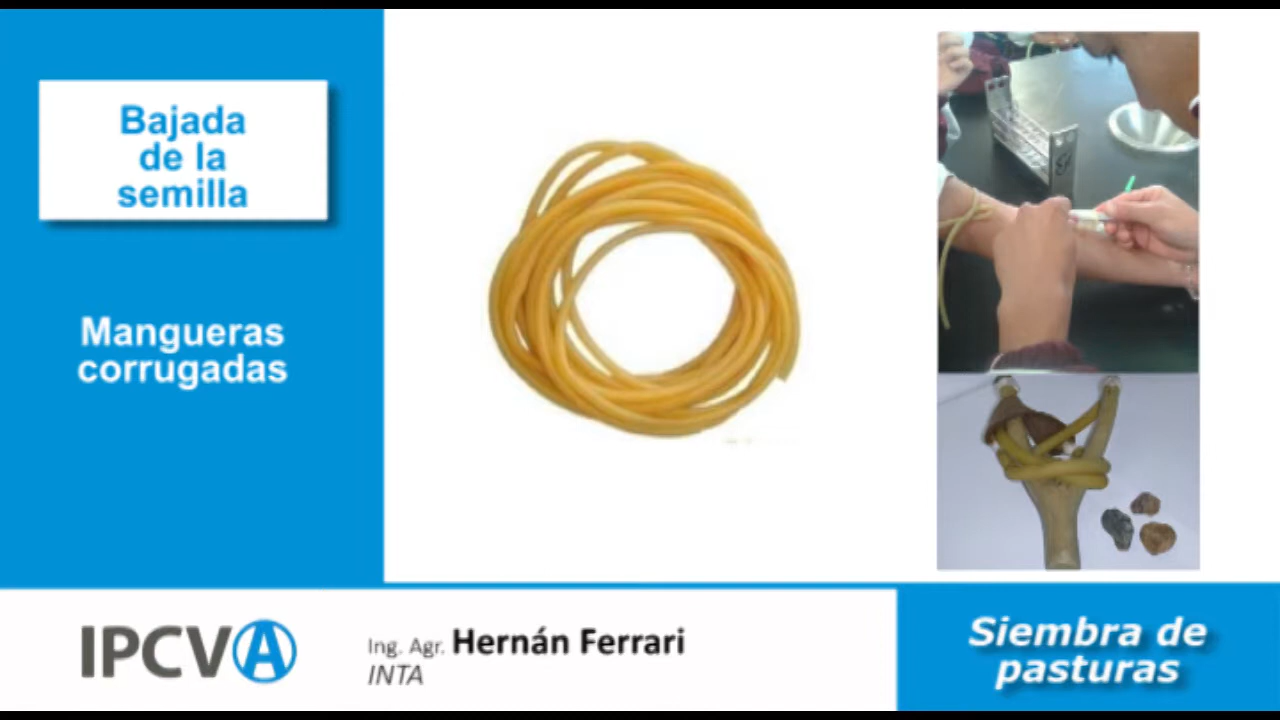 Bajada
de la
semilla
Mangueras
corrugadas
IPCVA
Ing. Agr. Hernán Ferrari
INTA
Siembra de
pasturas